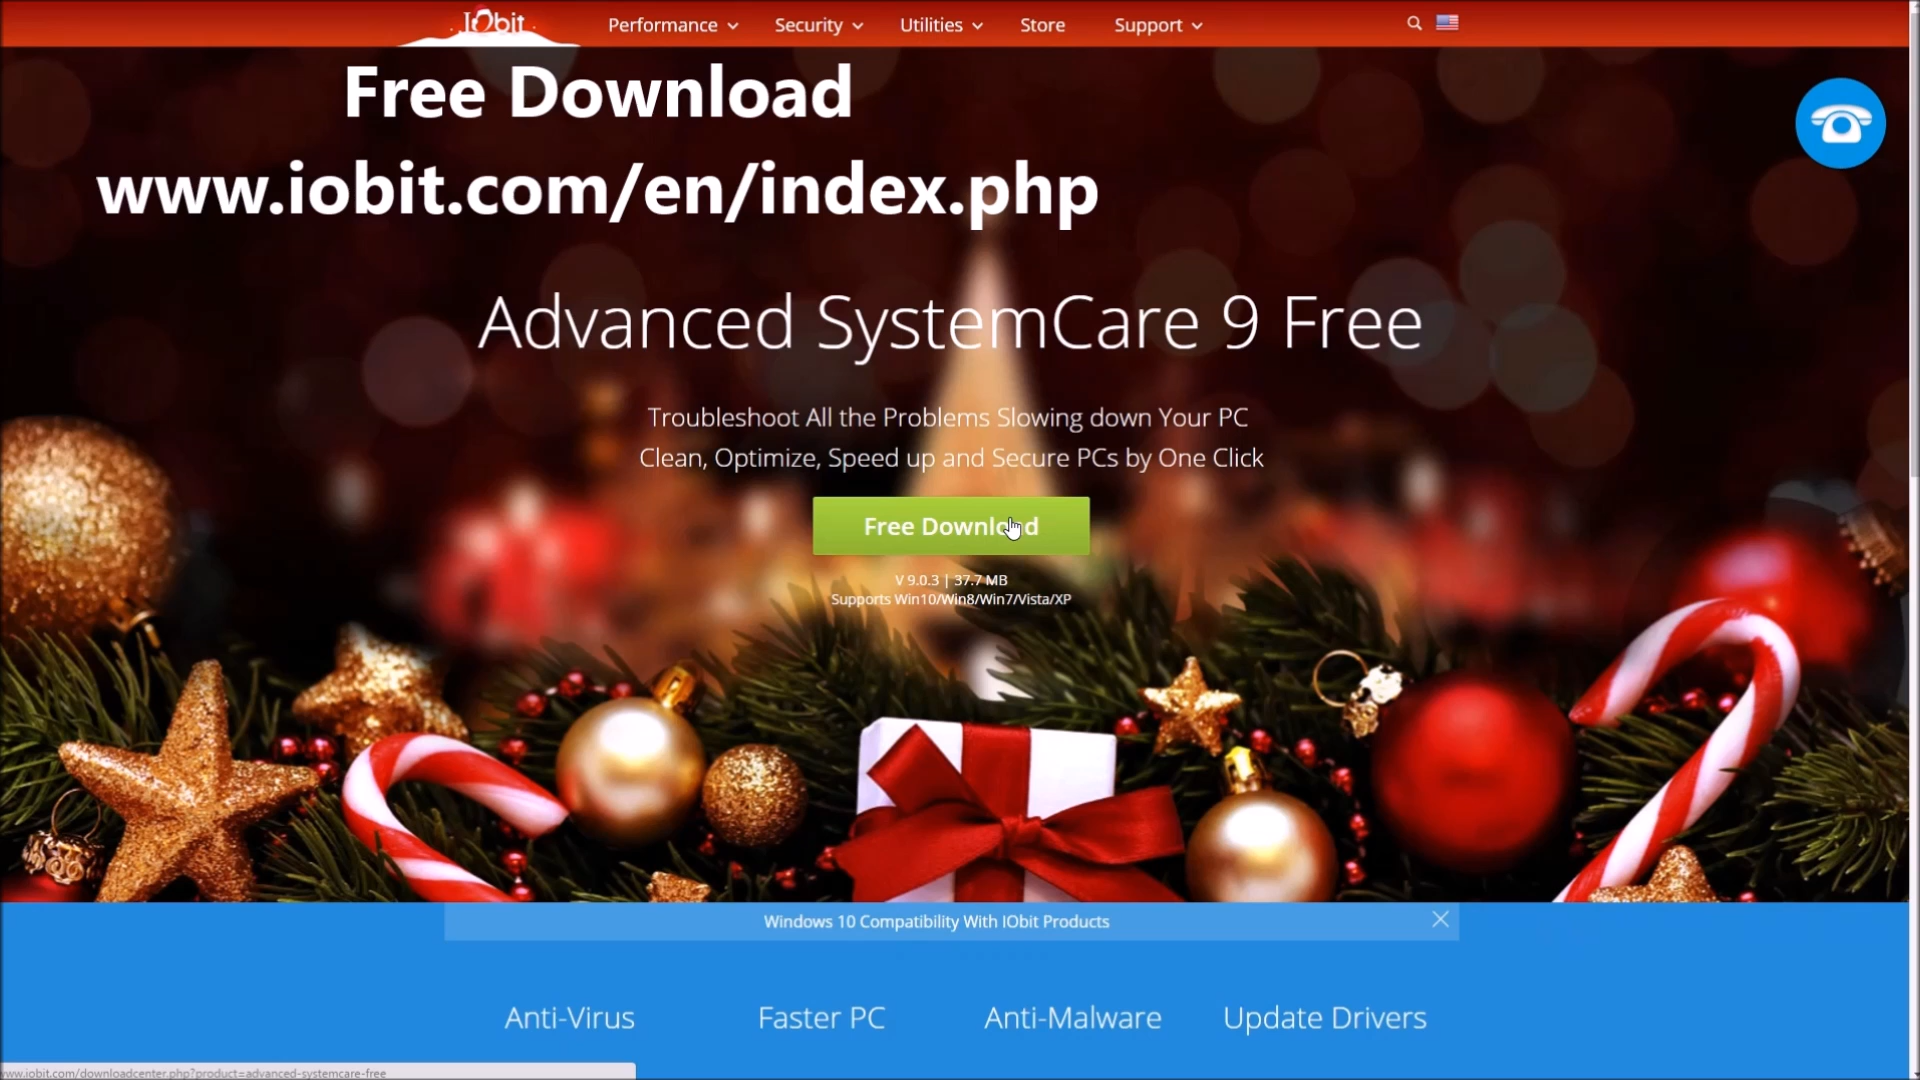 IObit
Performance
Security
Utilities
Store
Support
Free Download
www.iobit.com/en/index.php
Advanced SystemCare 9 Free
Troubleshoot All the Problems Slowing down Your PC
Clean, Optimize, Speed up and Secure PCs by One Click
Free Download
V 9.0.3 | 37.7 MB
Supports Win10/Win8/Win7/Vista/XP
Windows 10 Compatibility With IObit Products
Anti-Virus
Faster PC
Anti-Malware
Update Drivers
www.iobit.com/downloadcenter.php?product=advanced-systemcare-free